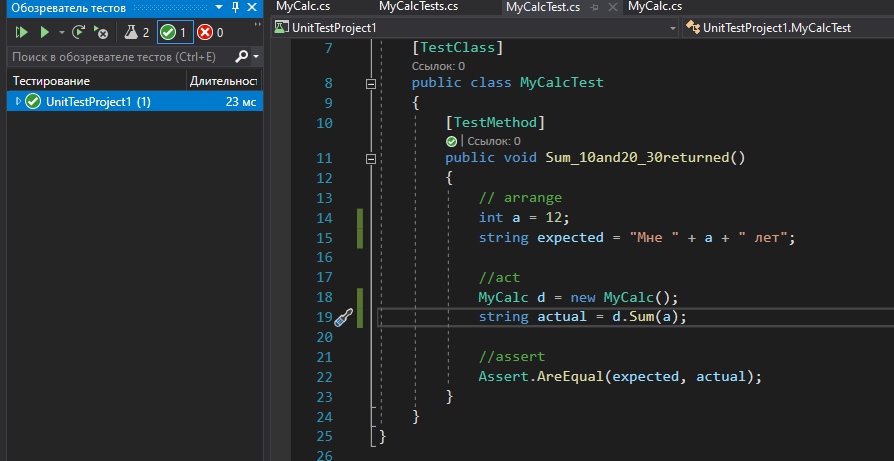 Обозреватель тестов
2 1 0
Поиск в обозревателе тестов (Ctrl+E)
Тестирование Длительност
UnitTestProject1 (1) 23 мс
MyCalc.cs MyCalcTests.cs MyCalcTest.cs MyCalc.cs
UnitTestProject1 UnitTestProject1.MyCalcTest
7 [TestClass]
Ссылок: 0
8 public class MyCalcTest
9 {
10 [TestMethod]
| Ссылок: 0
11 public void Sum_10and20_30returned()
12 {
13 // arrange
14 int a = 12;
15 string expected = "Мне " + a + " лет";
16
17 //act
18 MyCalc d = new MyCalc();
19 string actual = d.Sum(a);
20
21 //assert
22 Assert.AreEqual(expected, actual);
23 }
24 }
25 }
26